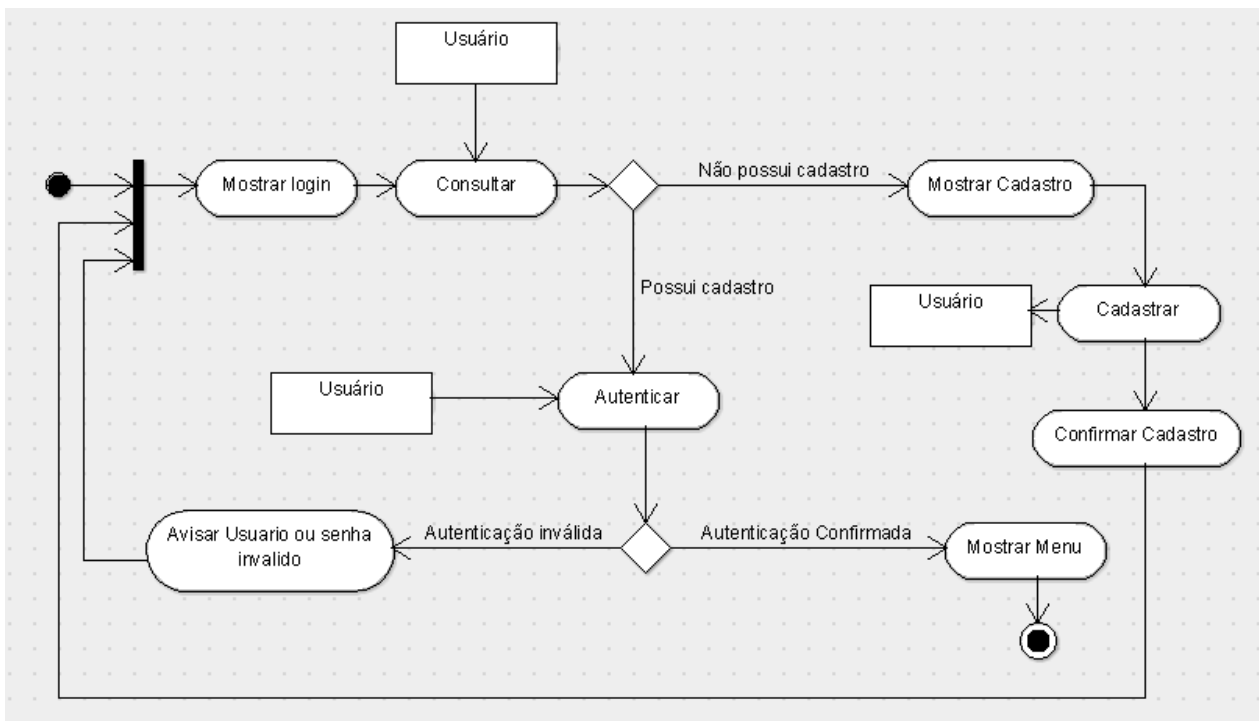 Usuário
Mostrar login
Consultar
Não possui cadastro
Mostrar Cadastro
Possui cadastro
Usuário
Cadastrar
Usuário
Autenticar
Confirmar Cadastro
Avisar Usuario ou senha
invalido
Autenticação inválida
Autenticação Confirmada
Mostrar Menu